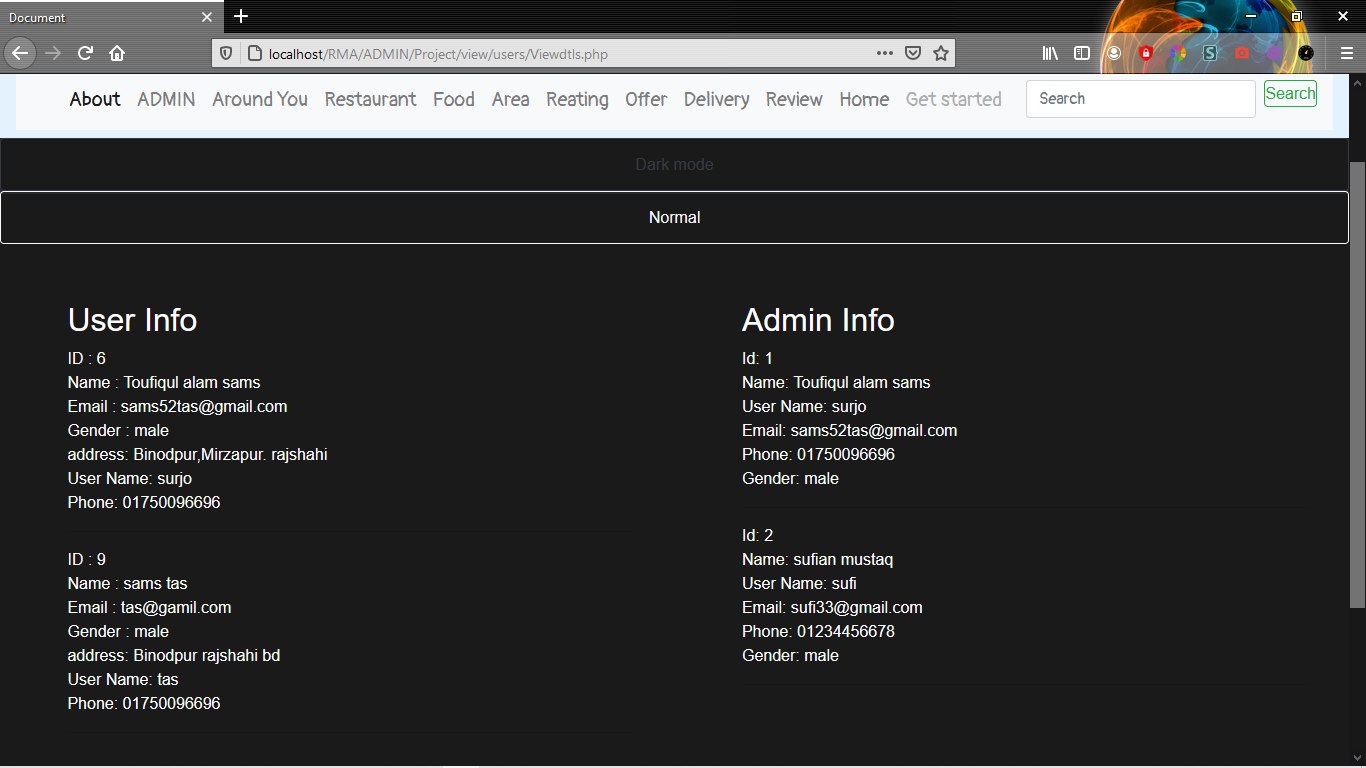 Document
localhost/RMA/ADMIN/Project/view/users/Viewdtls.php
About ADMIN Around You Restaurant Food Area Reating Offer Delivery Review Home Get started Search Search
Dark mode
Normal
User Info
ID : 6
Name : Toufiqul alam sams
Email : sams52tas@gmail.com
Gender : male
address: Binodpur,Mirzapur. rajshahi
User Name: surjo
Phone: 01750096696
ID : 9
Name : sams tas
Email : tas@gamil.com
Gender : male
address: Binodpur rajshahi bd
User Name: tas
Phone: 01750096696
Admin Info
Id: 1
Name: Toufiqul alam sams
User Name: surjo
Email: sams52tas@gmail.com
Phone: 01750096696
Gender: male
Id: 2
Name: sufian mustaq
User Name: sufi
Email: sufi33@gmail.com
Phone: 01234456678
Gender: male